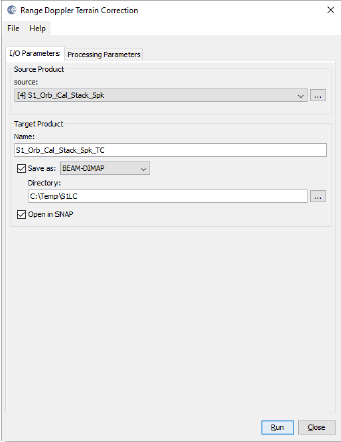 Range Doppler Terrain Correction
File Help
I/O Parameters Processing Parameters
Source Product
source:
[4] S1_Orb_Cal_Stack_Spk
...
Target Product
Name:
S1_Orb_Cal_Stack_Spk_TC
Save as: BEAM-DIMAP
Directory:
C:\Temp\S1LC
...
Open in SNAP
Run Close